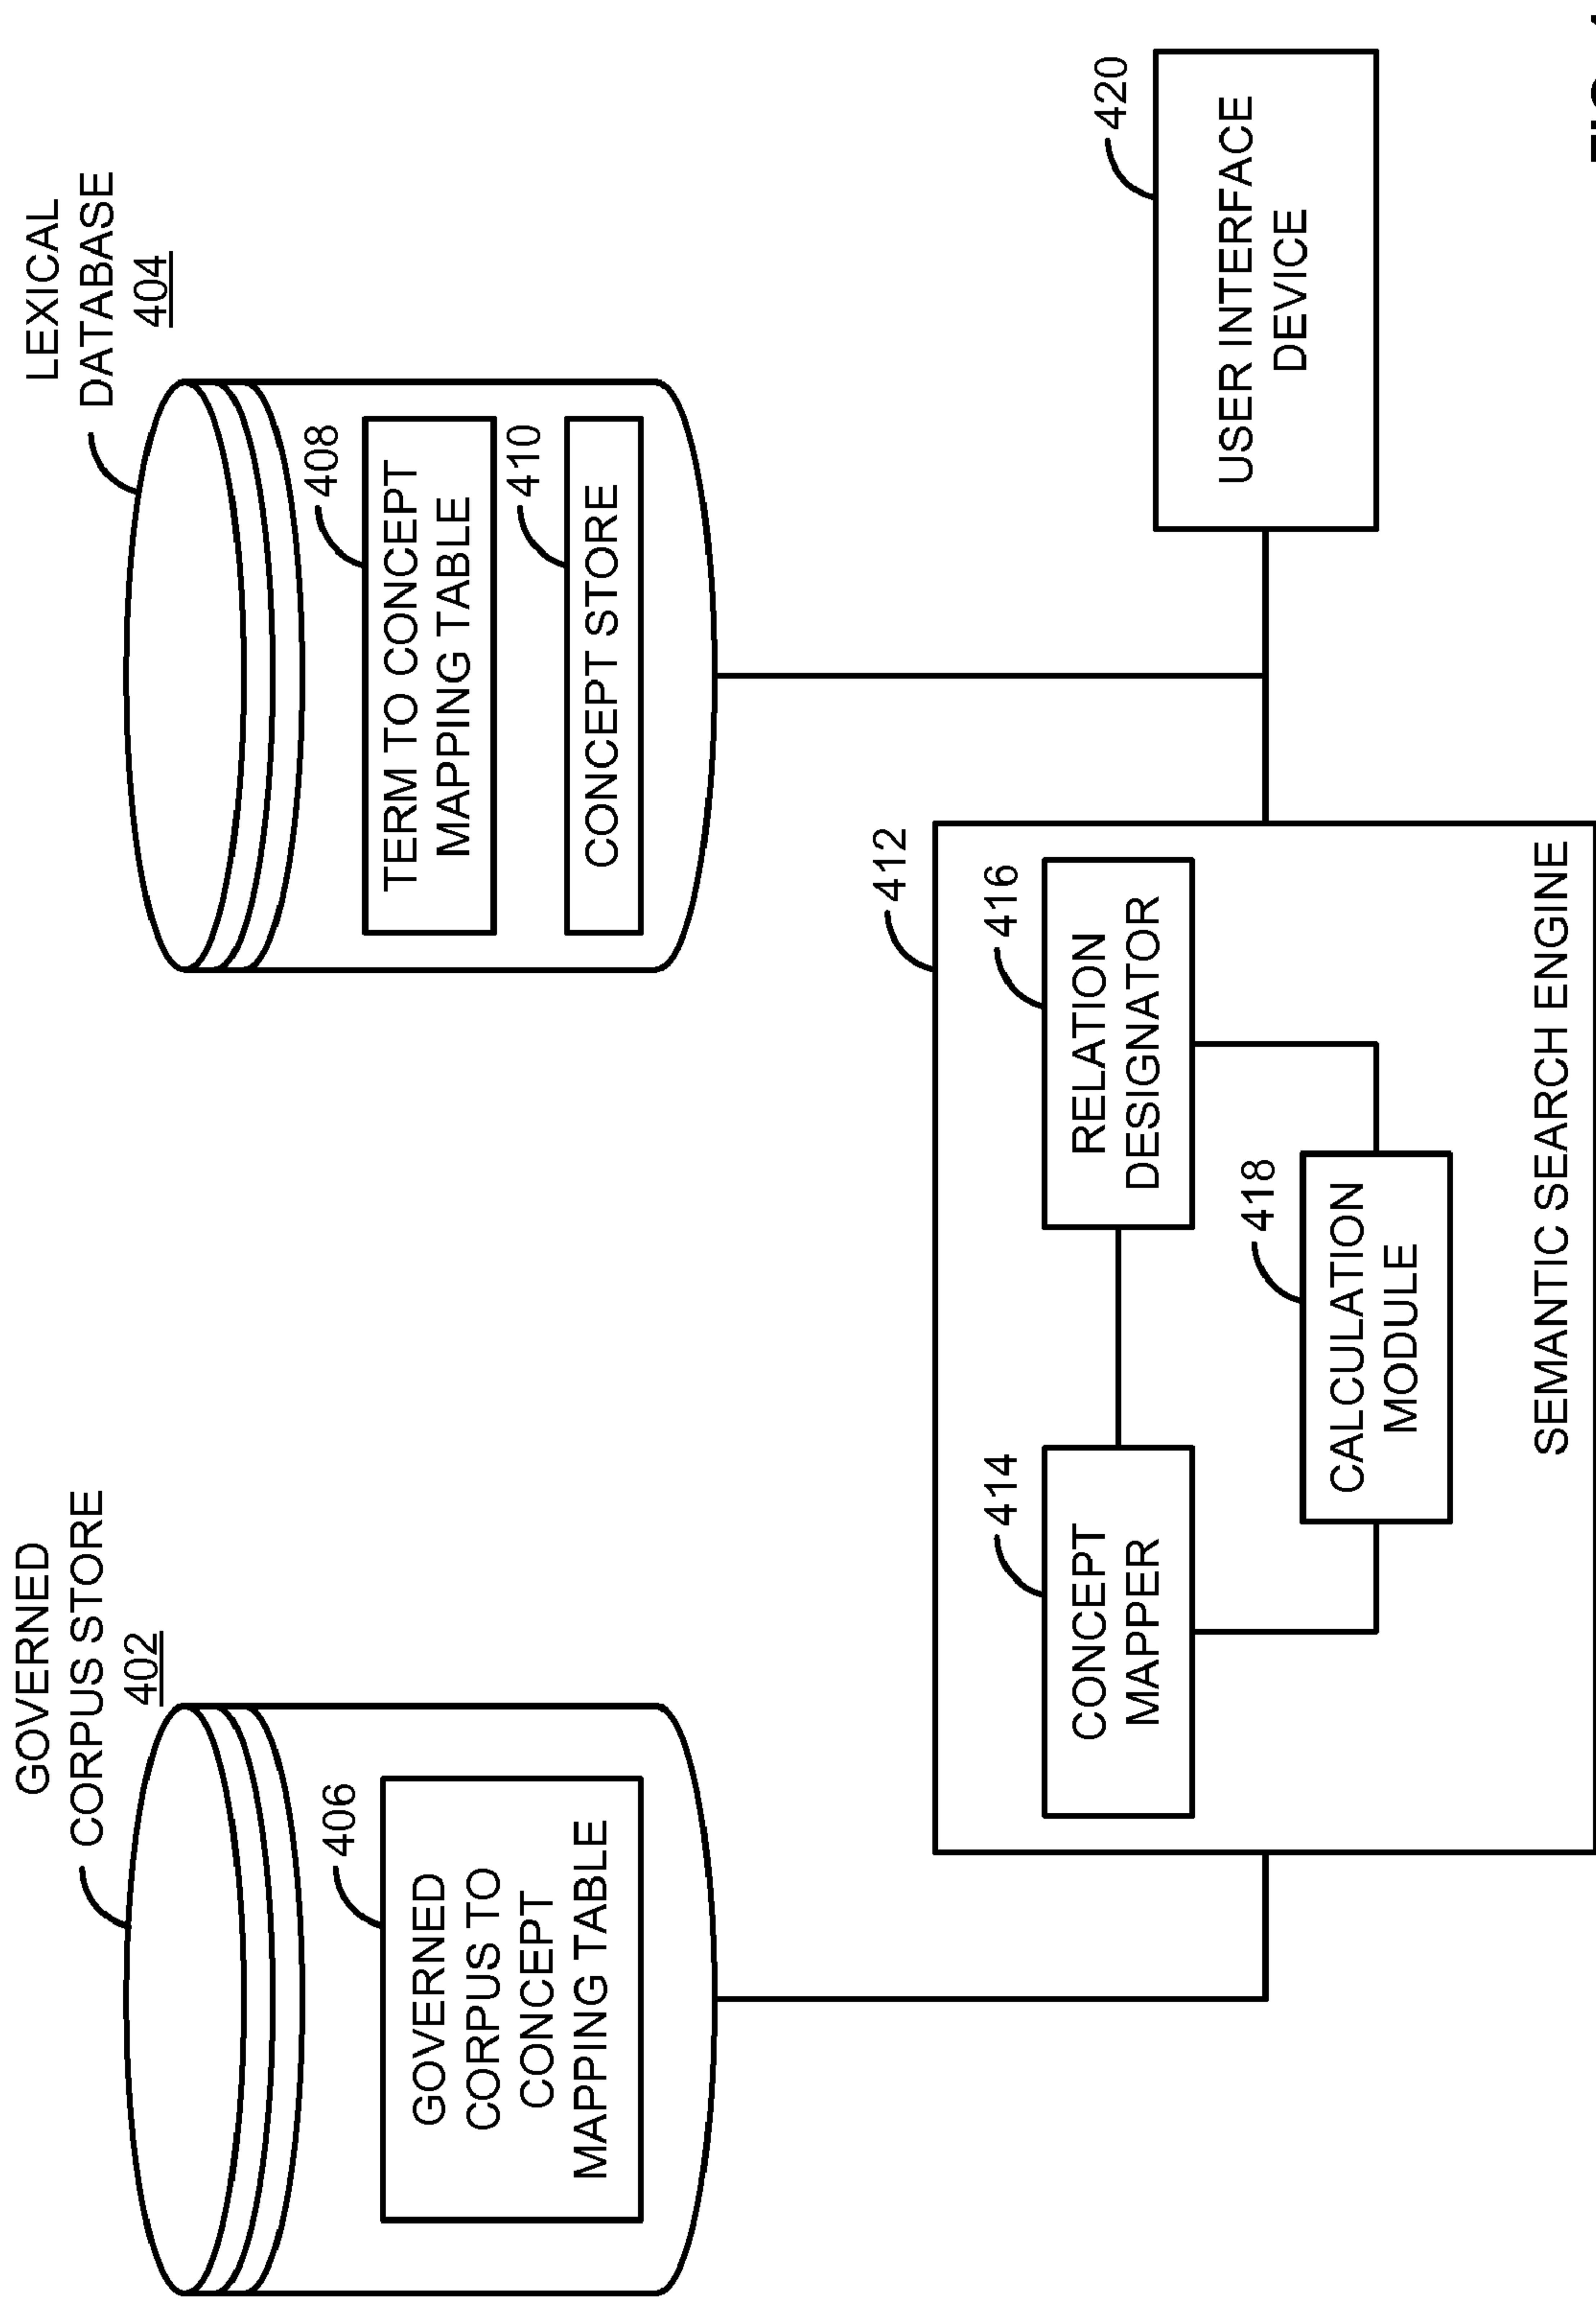 GOVERNED
CORPUS STORE
402
LEXICAL
DATABASE
404
406
GOVERNED
CORPUS TO
CONCEPT
MAPPING TABLE
408
TERM TO CONCEPT
MAPPING TABLE
410
CONCEPT STORE
412
414
CONCEPT
MAPPER
416
RELATION
DESIGNATOR
418
CALCULATION
MODULE
SEMANTIC SEARCH ENGINE
420
USER INTERFACE
DEVICE